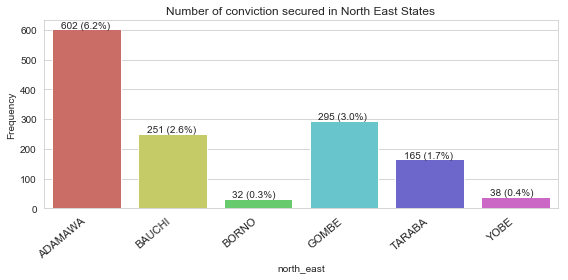 Number of conviction secured in North East States
Frequency
600
500
400
300
200
100
0
602 (6.2%)
251 (2.6%)
32 (0.3%)
295 (3.0%)
165 (1.7%)
38 (0.4%)
ADAMAWA
BAUCHI
BORNO
GOMBE
TARABA
YOBE
north_east